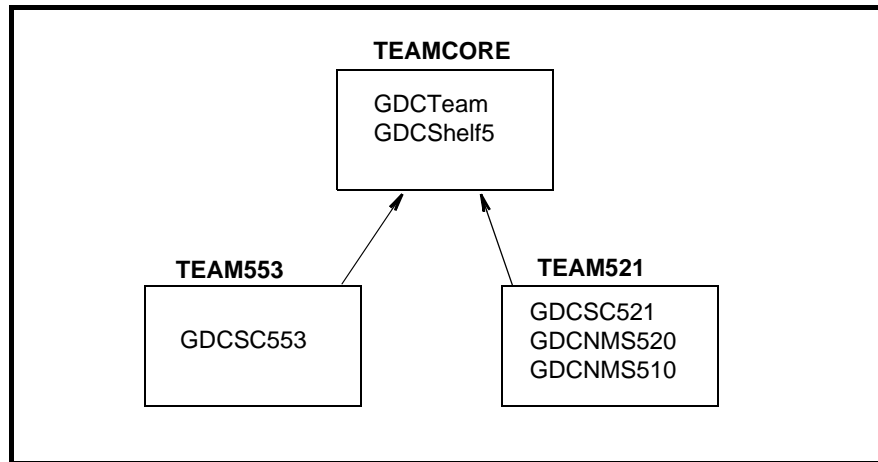 TEAMCORE
GDCTeam
GDCShelf5
TEAM553
GDCSC553
TEAM521
GDCSC521
GDCNMS520
GDCNMS510